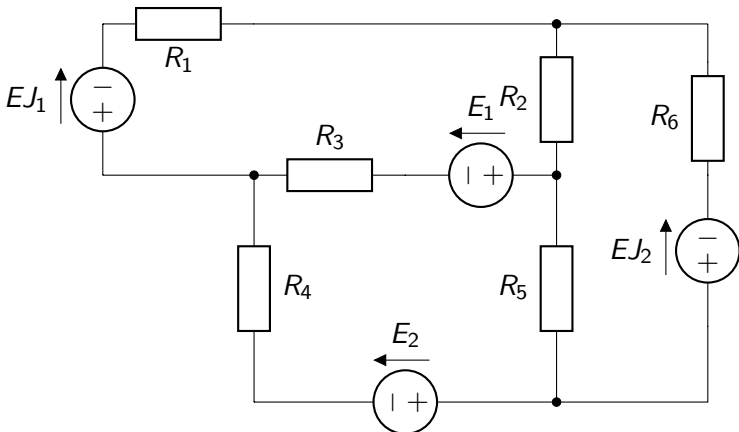 R₁
EJ₁
− +
R₂
E₁
R₃
− +
R₆
EJ₂
− +
R₄
R₅
E₂
− +